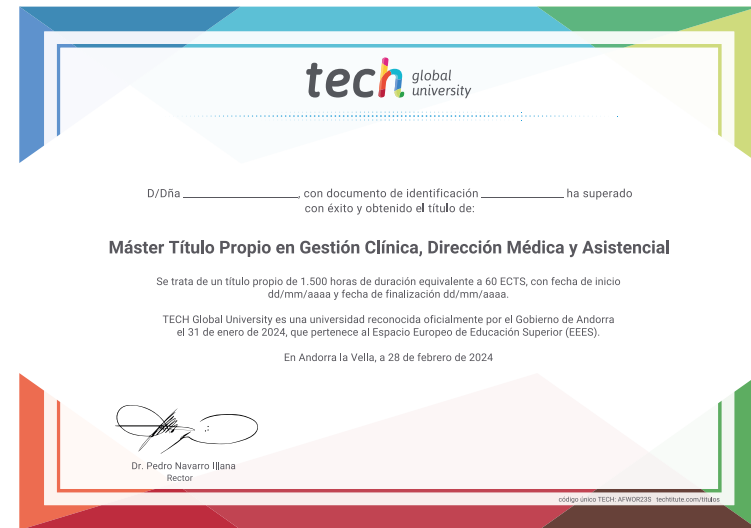 tech global university
D/Dña ____________________, con documento de identificación ______________ ha superado
con éxito y obtenido el título de:
Máster Título Propio en Gestión Clínica, Dirección Médica y Asistencial
Se trata de un título propio de 1.500 horas de duración equivalente a 60 ECTS, con fecha de inicio
dd/mm/aaaa y fecha de finalización dd/mm/aaaa.
TECH Global University es una universidad reconocida oficialmente por el Gobierno de Andorra
el 31 de enero de 2024, que pertenece al Espacio Europeo de Educación Superior (EEES).
En Andorra la Vella, a 28 de febrero de 2024
Dr. Pedro Navarro Illana
Rector
código único TECH: AFWOR23S techtitute.com/titulos